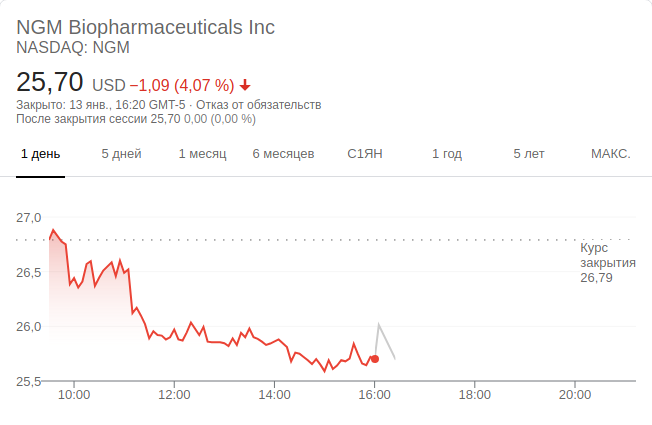 NGM Biopharmaceuticals Inc
NASDAQ: NGM
25,70 USD −1,09 (4,07 %)
Закрыто: 13 янв., 16:20 GMT-5 · Отказ от обязательств
После закрытия сессии 25,70 0,00 (0,00 %)
1 день 5 дней 1 месяц 6 месяцев С1ЯН 1 год 5 лет МАКС.
27,0
Курс
закрытия
26,79
26,5
26,0
25,5
10:00 12:00 14:00 16:00 18:00 20:00